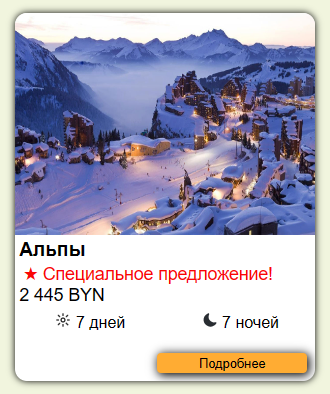 Альпы
★ Специальное предложение!
2 445 BYN
7 дней 7 ночей
Подробнее